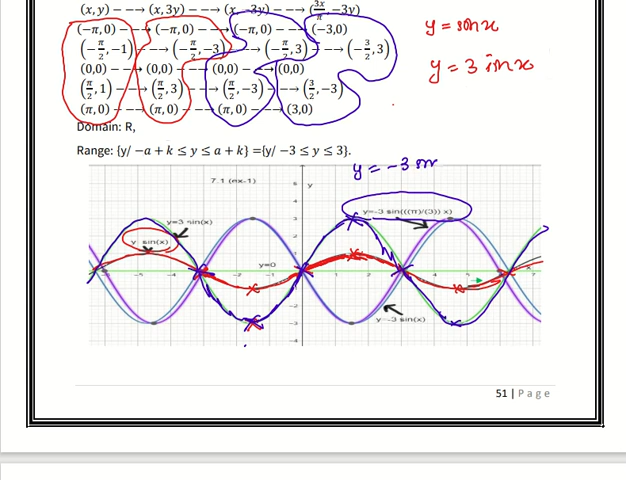 (x,y) − −→ (x,3y) − −→ (x,−3y) − −→ (3x/π,−3y)
(−π,0) − −→ (−π,0) − −→ (−π,0) − −→ (−3,0)
(−π/2,−1) − −→ (−π/2,−3) − −→ (−π/2,3) − −→ (−3/2,3)
(0,0) − −→ (0,0) − −→ (0,0) − −→ (0,0)
(π/2,1) − −→ (π/2,3) − −→ (π/2,−3) − −→ (3/2,−3)
(π,0) − −→ (π,0) − −→ (π,0) − −→ (3,0)
y = sin x
y = 3 sin x
Domain: R,
Range: {y/ −a + k ≤ y ≤ a + k} ={y/ −3 ≤ y ≤ 3}.
y = −3
7.1 (ex-1)
y
y=-3 sin(((π)/(3)) x)
y=3 sin(x)
y sin(x)
y=0
y=-3 sin(x)
51 | Page